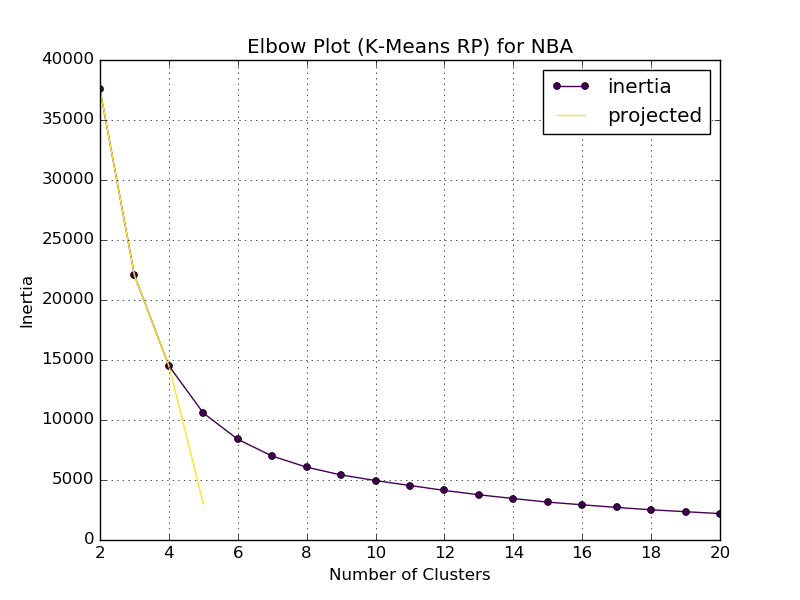 Elbow Plot (K-Means RP) for NBA
inertia
projected
40000
35000
30000
25000
20000
15000
10000
5000
0
Inertia
2 4 6 8 10 12 14 16 18 20
Number of Clusters